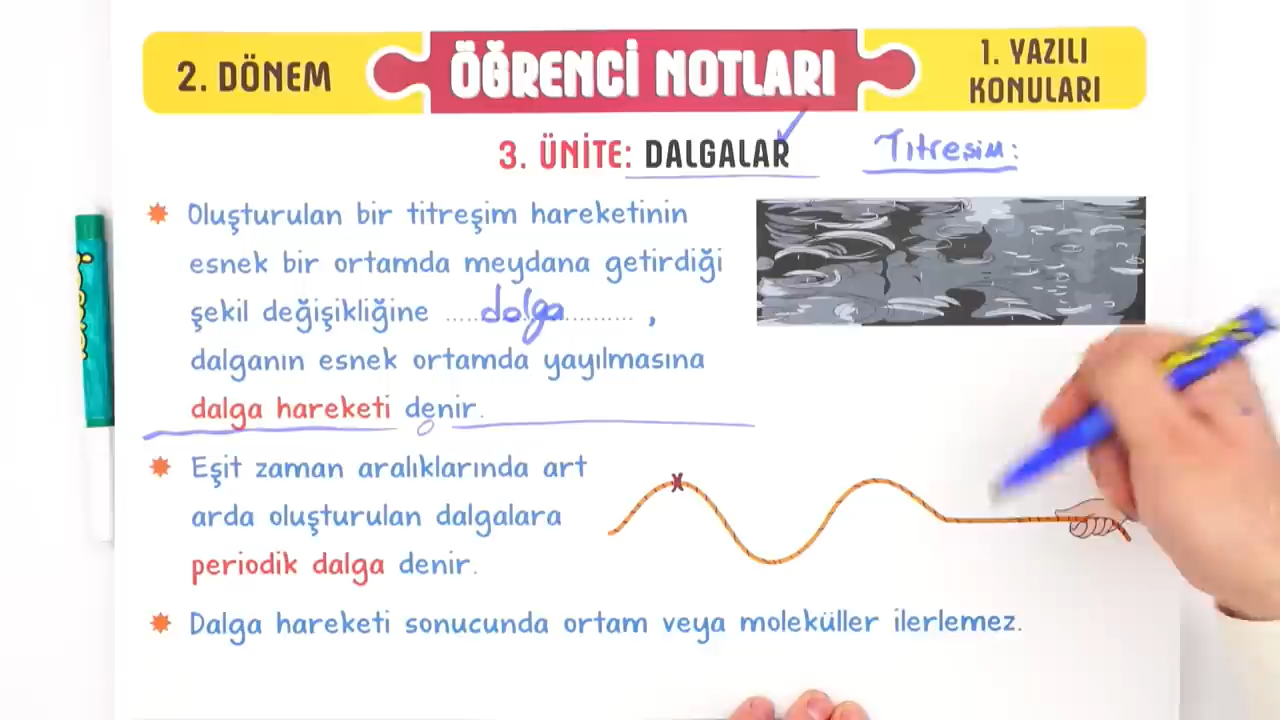 2. DÖNEM
ÖĞRENCİ NOTLARI
1. YAZILI
KONULARI
3. ÜNİTE: DALGALAR
Titresim:
Oluşturulan bir titreşim hareketinin
esnek bir ortamda meydana getirdiği
şekil değişikliğine ......dalga............ ,
dalganın esnek ortamda yayılmasına
dalga hareketi denir.
Eşit zaman aralıklarında art
arda oluşturulan dalgalara
periodik dalga denir.
Dalga hareketi sonucunda ortam veya moleküller ilerlemez.